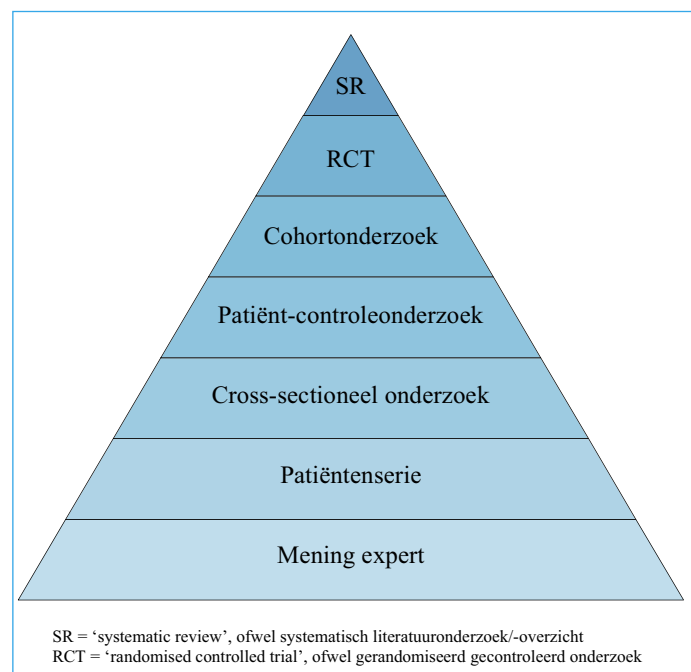 SR
RCT
Cohortonderzoek
Patiënt-controleonderzoek
Cross-sectioneel onderzoek
Patiëntenserie
Mening expert
SR = ‘systematic review’, ofwel systematisch literatuuronderzoek/-overzicht
RCT = ‘randomised controlled trial’, ofwel gerandomiseerd gecontroleerd onderzoek